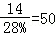 14/28% = 50